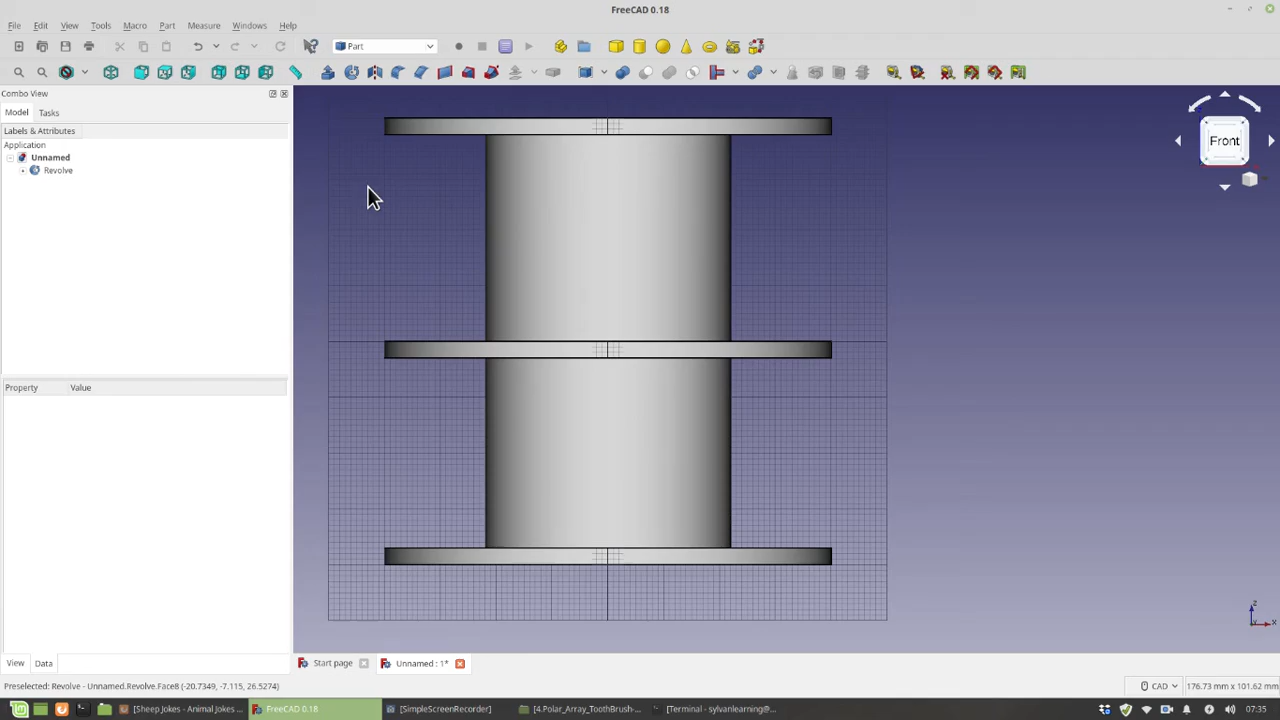 FreeCAD 0.18
File Edit View Tools Macro Part Measure Windows Help
Part
Combo View
Model Tasks
Labels & Attributes
Application
Unnamed
Revolve
Front
Property Value
View Data
Start page Unnamed : 1*
z
x
Preselected: Revolve - Unnamed.Revolve.Face8 (-20.7349, -7.115, 26.5274)
CAD 176.73 mm x 101.62 mm
[Sheep Jokes - Animal Jokes ... FreeCAD 0.18 [SimpleScreenRecorder] [4.Polar_Array_ToothBrush-... [Terminal - sylvanlearning@... 07:35